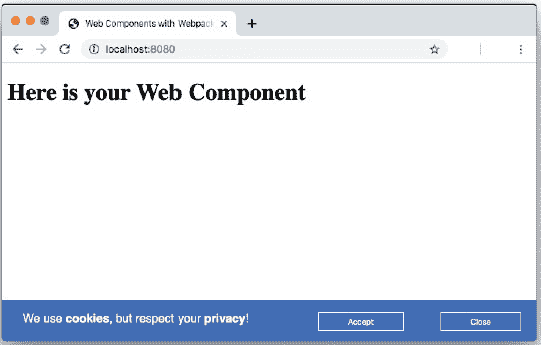 Web Components with Webpack
localhost:8080
Here is your Web Component
We use cookies, but respect your privacy!
Accept
Close